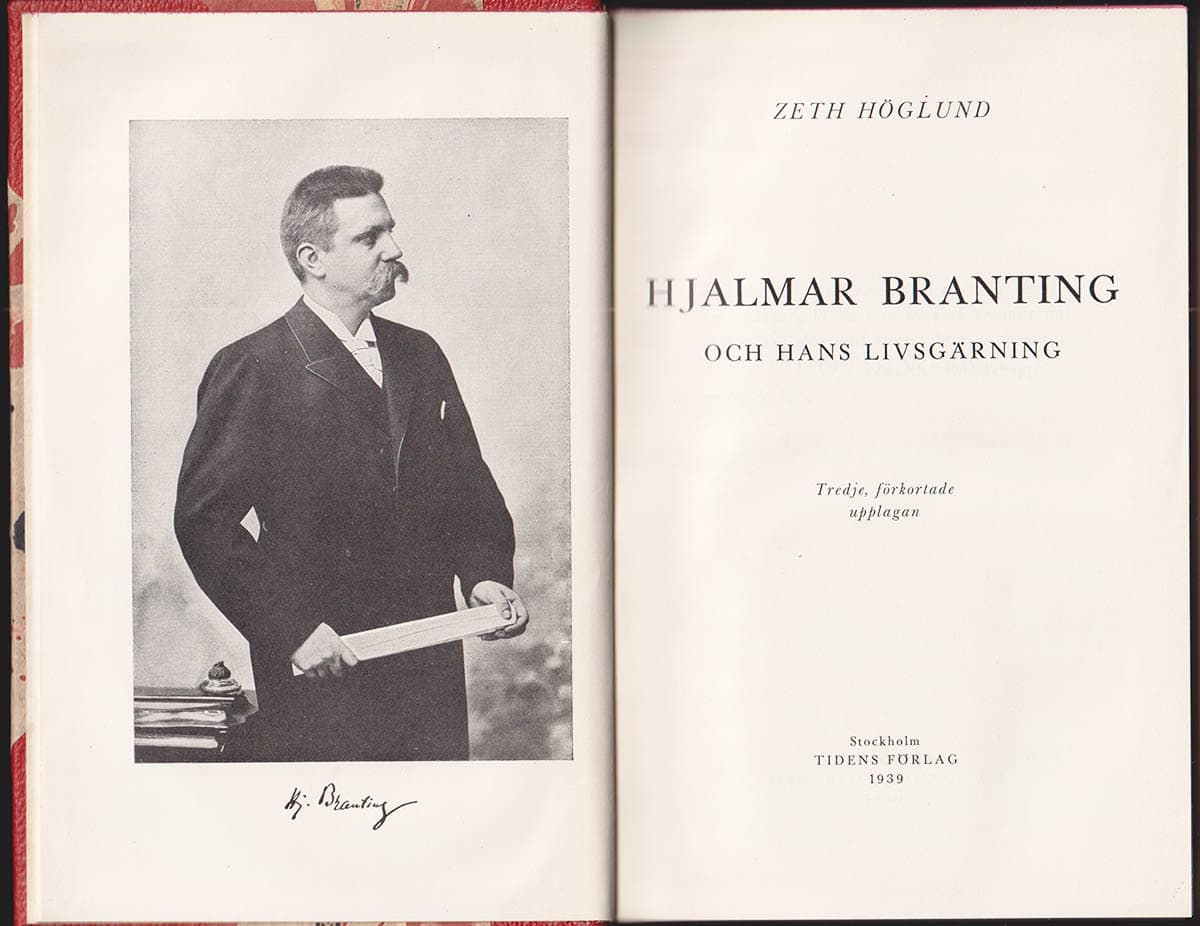 Hj. Branting
ZETH HÖGLUND
HJALMAR BRANTING
OCH HANS LIVSGÄRNING
Tredje, förkortade
upplagan
Stockholm
TIDENS FÖRLAG
1939